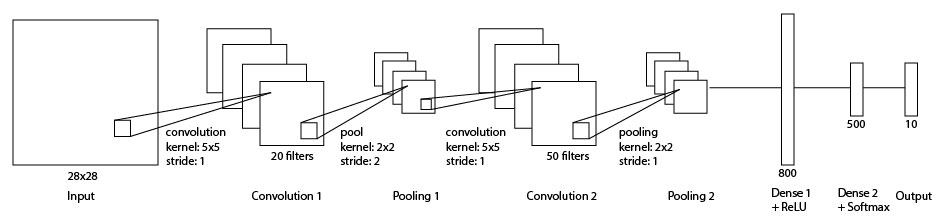 28x28
Input
convolution
kernel: 5x5
stride: 1
20 filters
Convolution 1
pool
kernel: 2x2
stride: 2
Pooling 1
convolution
kernel: 5x5
stride: 1
50 filters
Convolution 2
pooling
kernel: 2x2
stride: 1
Pooling 2
800
Dense 1
+ ReLU
500
Dense 2
+ Softmax
10
Output